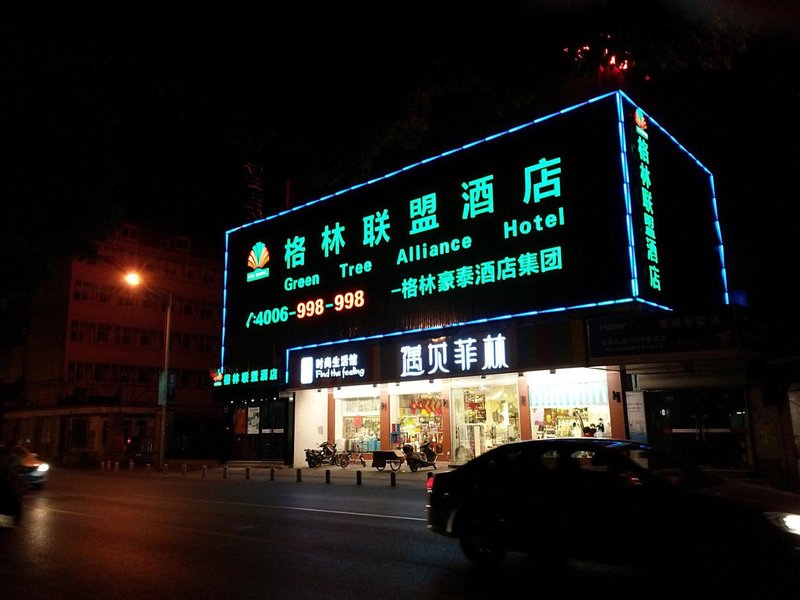 格林联盟酒店
Green Tree Alliance Hotel
4006-998-998
-格林豪泰酒店集团
格林联盟酒店
格林联盟酒店
时尚生活馆
Find the feeling
遇贝菲林
Haier